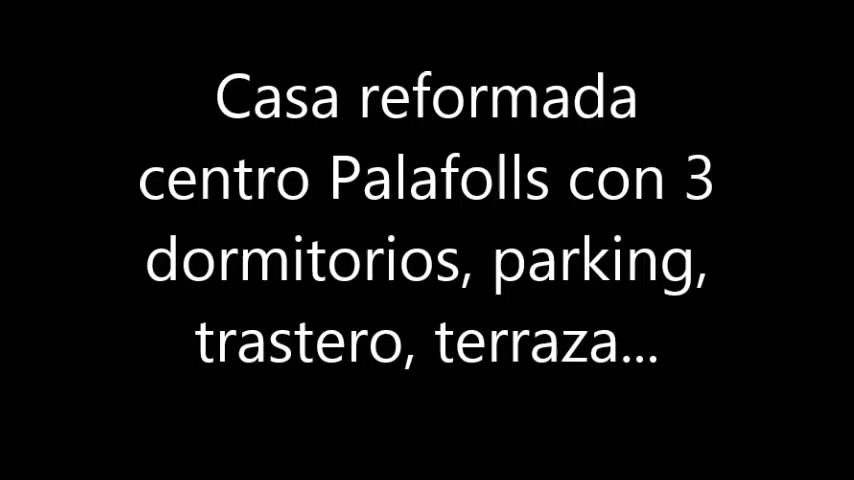 Casa reformada
centro Palafolls con 3
dormitorios, parking,
trastero, terraza...